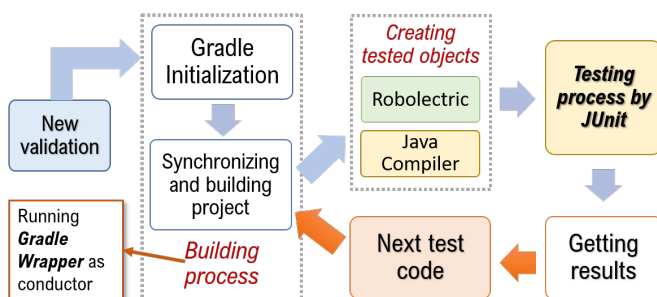 New
validation
Gradle
Initialization
Synchronizing
and building
project
Building
process
Running
Gradle
Wrapper as
conductor
Creating
tested objects
Robolectric
Java
Compiler
Testing
process by
JUnit
Getting
results
Next test
code